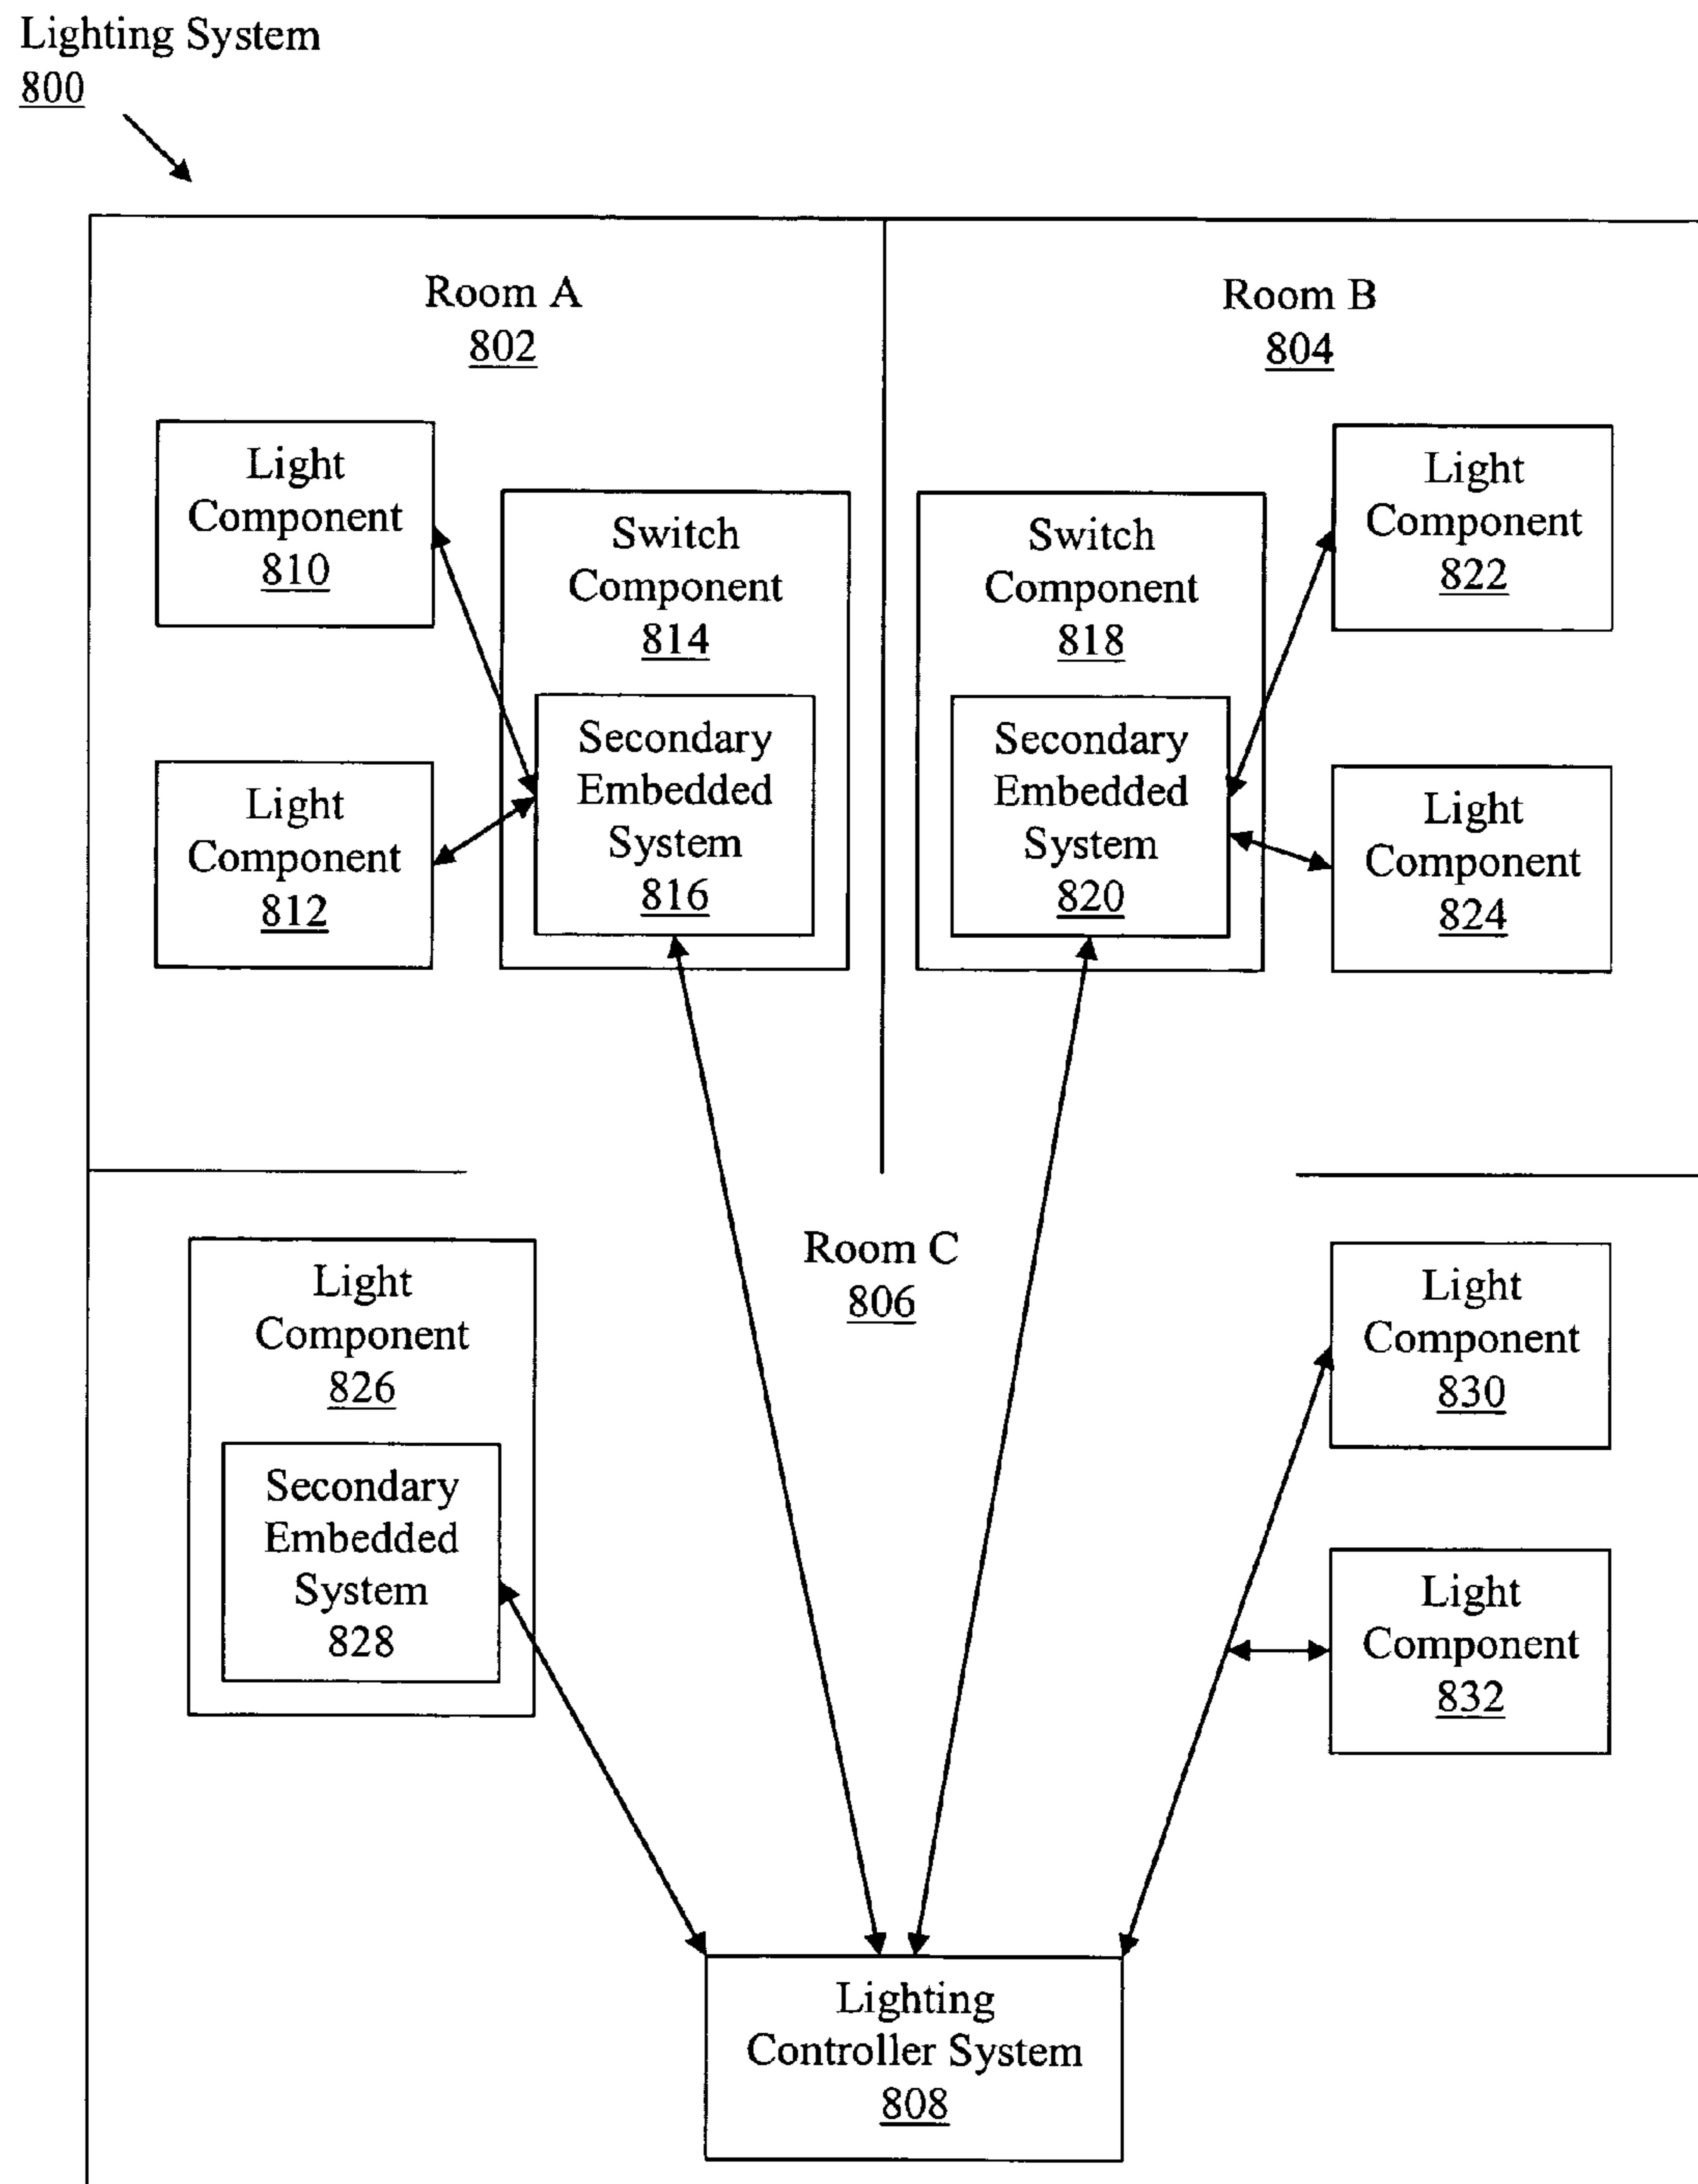 Lighting System
800
Room A
802
Room B
804
Light
Component
810
Switch
Component
814
Secondary
Embedded
System
816
Light
Component
812
Switch
Component
818
Secondary
Embedded
System
820
Light
Component
822
Light
Component
824
Room C
806
Light
Component
826
Secondary
Embedded
System
828
Light
Component
830
Light
Component
832
Lighting
Controller System
808